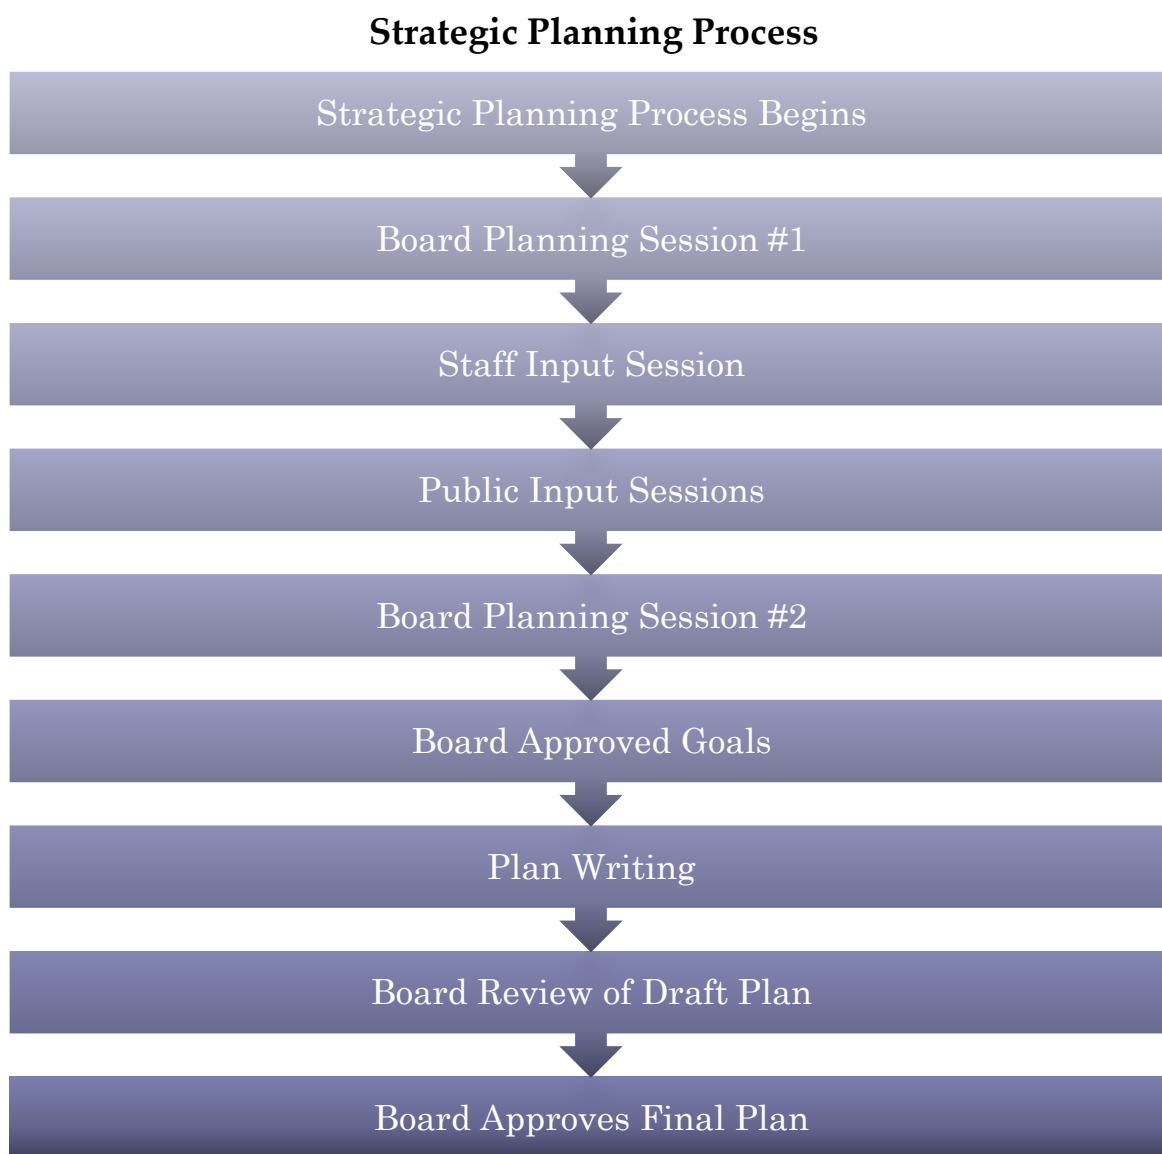 Strategic Planning Process
Strategic Planning Process Begins
Board Planning Session #1
Staff Input Session
Public Input Sessions
Board Planning Session #2
Board Approved Goals
Plan Writing
Board Review of Draft Plan
Board Approves Final Plan